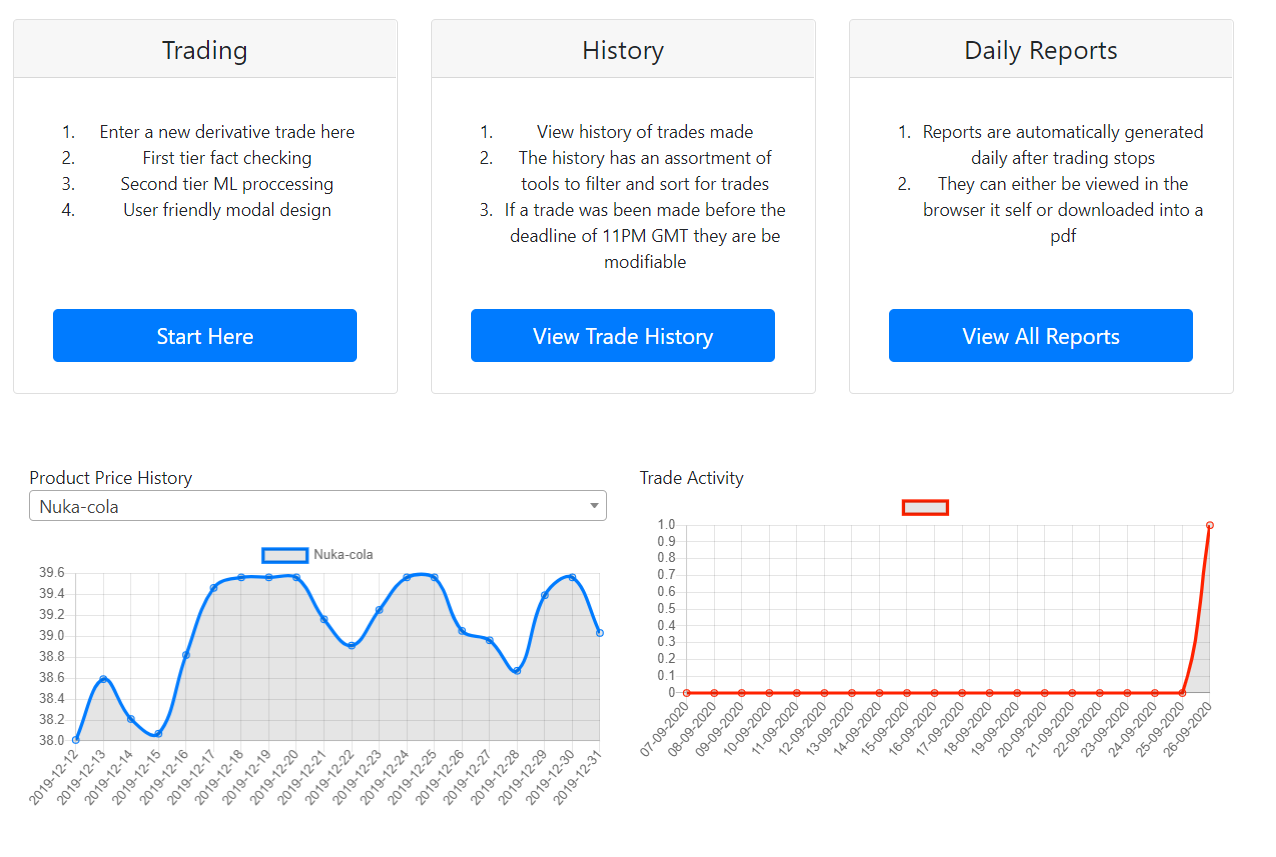 Trading
1. Enter a new derivative trade here
2. First tier fact checking
3. Second tier ML proccessing
4. User friendly modal design
Start Here
History
1. View history of trades made
2. The history has an assortment of
tools to filter and sort for trades
3. If a trade was been made before the
deadline of 11PM GMT they are be
modifiable
View Trade History
Daily Reports
1. Reports are automatically generated
daily after trading stops
2. They can either be viewed in the
browser it self or downloaded into a
pdf
View All Reports
Product Price History
Nuka-cola
Nuka-cola
39.6
39.4
39.2
39.0
38.8
38.6
38.4
38.2
38.0
2019-12-12
2019-12-13
2019-12-14
2019-12-15
2019-12-16
2019-12-17
2019-12-18
2019-12-19
2019-12-20
2019-12-21
2019-12-22
2019-12-23
2019-12-24
2019-12-25
2019-12-26
2019-12-27
2019-12-28
2019-12-29
2019-12-30
2019-12-31
Trade Activity
1.0
0.9
0.8
0.7
0.6
0.5
0.4
0.3
0.2
0.1
0
07-09-2020
08-09-2020
09-09-2020
10-09-2020
11-09-2020
12-09-2020
13-09-2020
14-09-2020
15-09-2020
16-09-2020
17-09-2020
18-09-2020
19-09-2020
20-09-2020
21-09-2020
22-09-2020
23-09-2020
24-09-2020
25-09-2020
26-09-2020